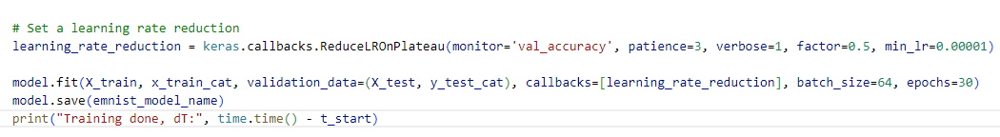 # Set a learning rate reduction
learning_rate_reduction = keras.callbacks.ReduceLROnPlateau(monitor='val_accuracy', patience=3, verbose=1, factor=0.5, min_lr=0.00001)
model.fit(X_train, x_train_cat, validation_data=(X_test, y_test_cat), callbacks=[learning_rate_reduction], batch_size=64, epochs=30)
model.save(emnist_model_name)
print("Training done, dT:", time.time() - t_start)